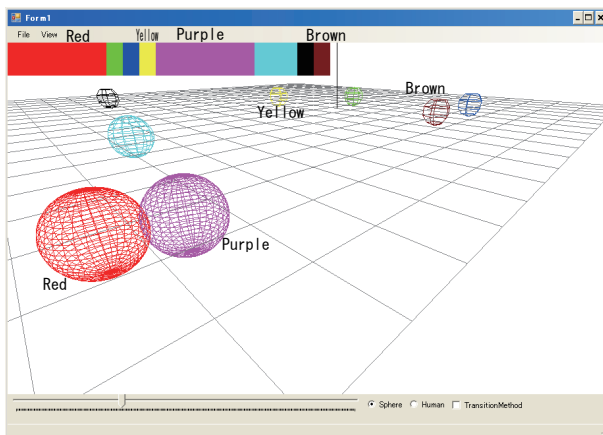 Form1
File View Red Yellow Purple Brown
Yellow
Brown
Purple
Red
Sphere Human TransitionMethod